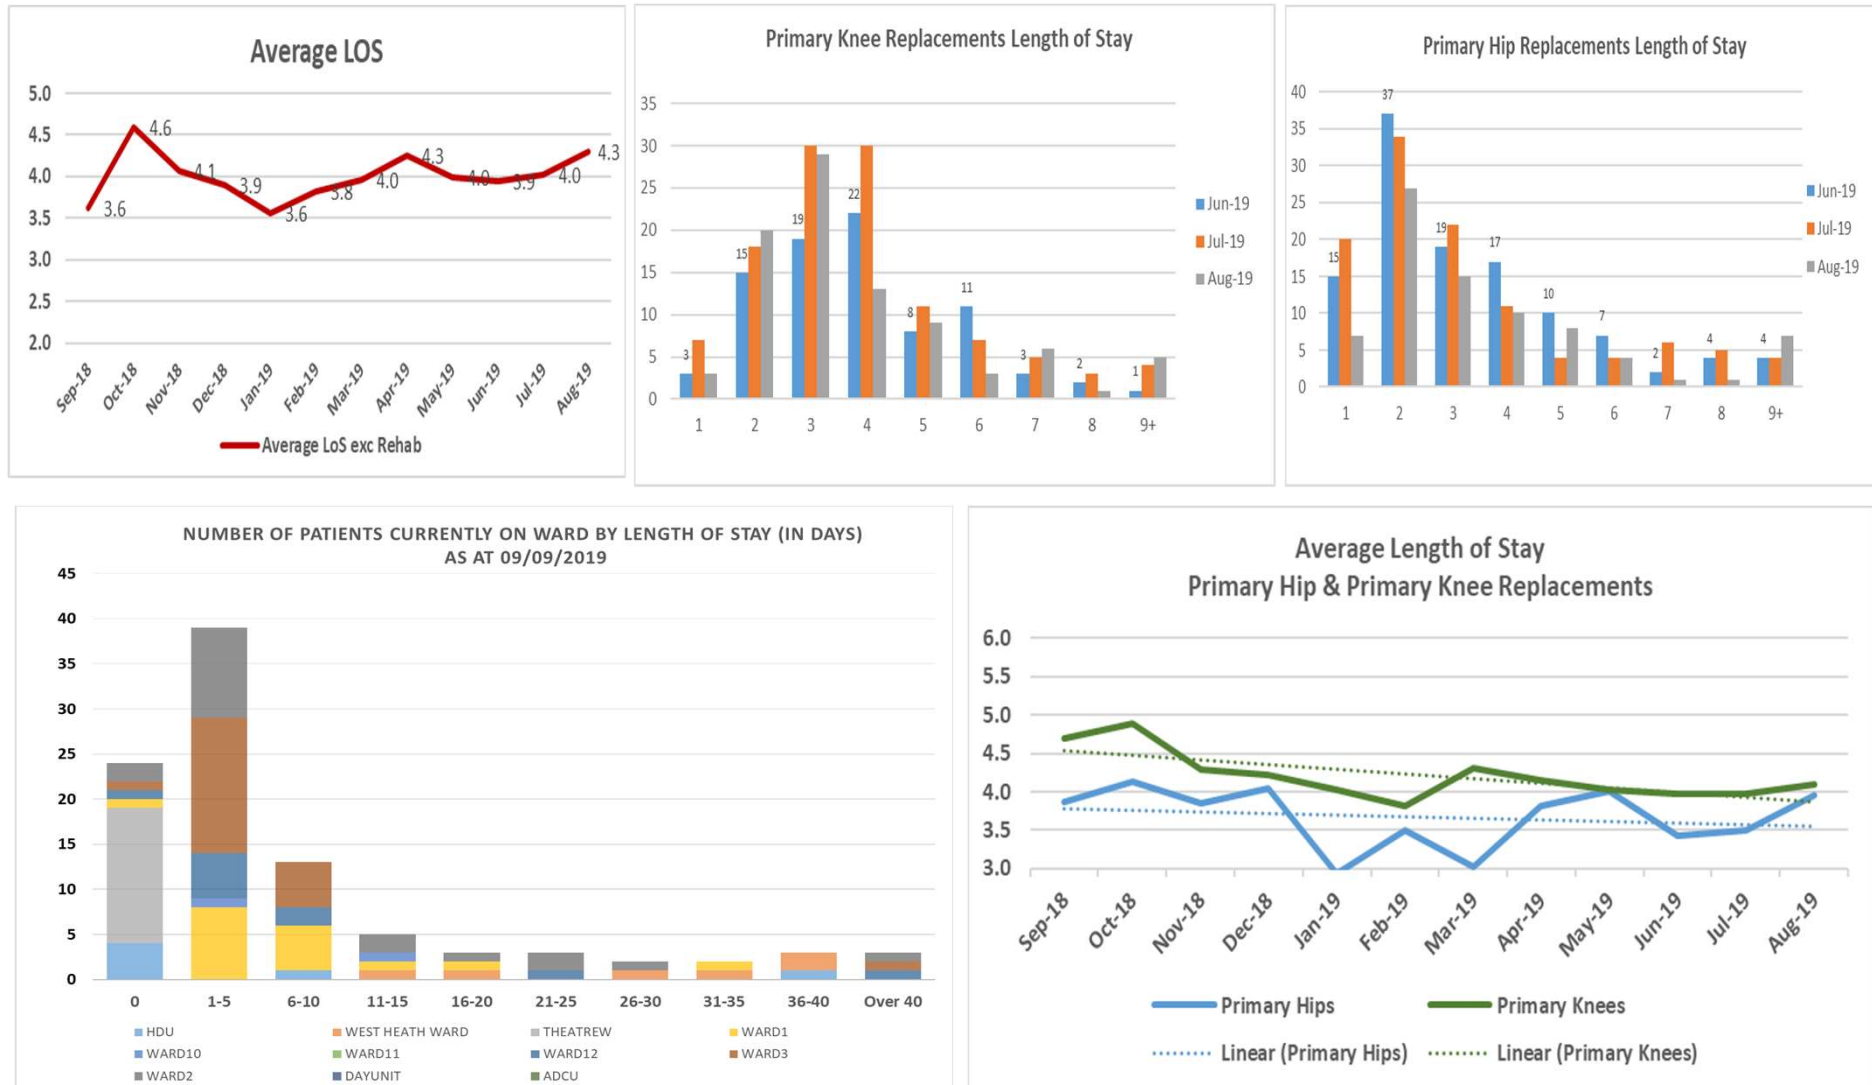 Average LOS
5.0
4.5
4.0
3.5
3.0
2.5
2.0
3.6
4.6
4.1
3.9
3.6
3.8
4.0
4.3
4.0
3.9
4.0
4.3
Sep-18 Oct-18 Nov-18 Dec-18 Jan-19 Feb-19 Mar-19 Apr-19 May-19 Jun-19 Jul-19 Aug-19
Average LoS exc Rehab
Primary Knee Replacements Length of Stay
35
30
25
20
15
10
5
0
3 15 19 22 8 11 3 2 1
1 2 3 4 5 6 7 8 9+
Jun-19
Jul-19
Aug-19
Primary Hip Replacements Length of Stay
40
35
30
25
20
15
10
5
0
15 37 19 17 10 7 2 4 4
1 2 3 4 5 6 7 8 9+
Jun-19
Jul-19
Aug-19
NUMBER OF PATIENTS CURRENTLY ON WARD BY LENGTH OF STAY (IN DAYS)
AS AT 09/09/2019
45
40
35
30
25
20
15
10
5
0
0 1-5 6-10 11-15 16-20 21-25 26-30 31-35 36-40 Over 40
HDU WEST HEATH WARD THEATREW WARD1
WARD10 WARD11 WARD12 WARD3
WARD2 DAYUNIT ADCU
Average Length of Stay
Primary Hip & Primary Knee Replacements
6.0
5.5
5.0
4.5
4.0
3.5
3.0
Sep-18 Oct-18 Nov-18 Dec-18 Jan-19 Feb-19 Mar-19 Apr-19 May-19 Jun-19 Jul-19 Aug-19
Primary Hips Primary Knees
Linear (Primary Hips) Linear (Primary Knees)